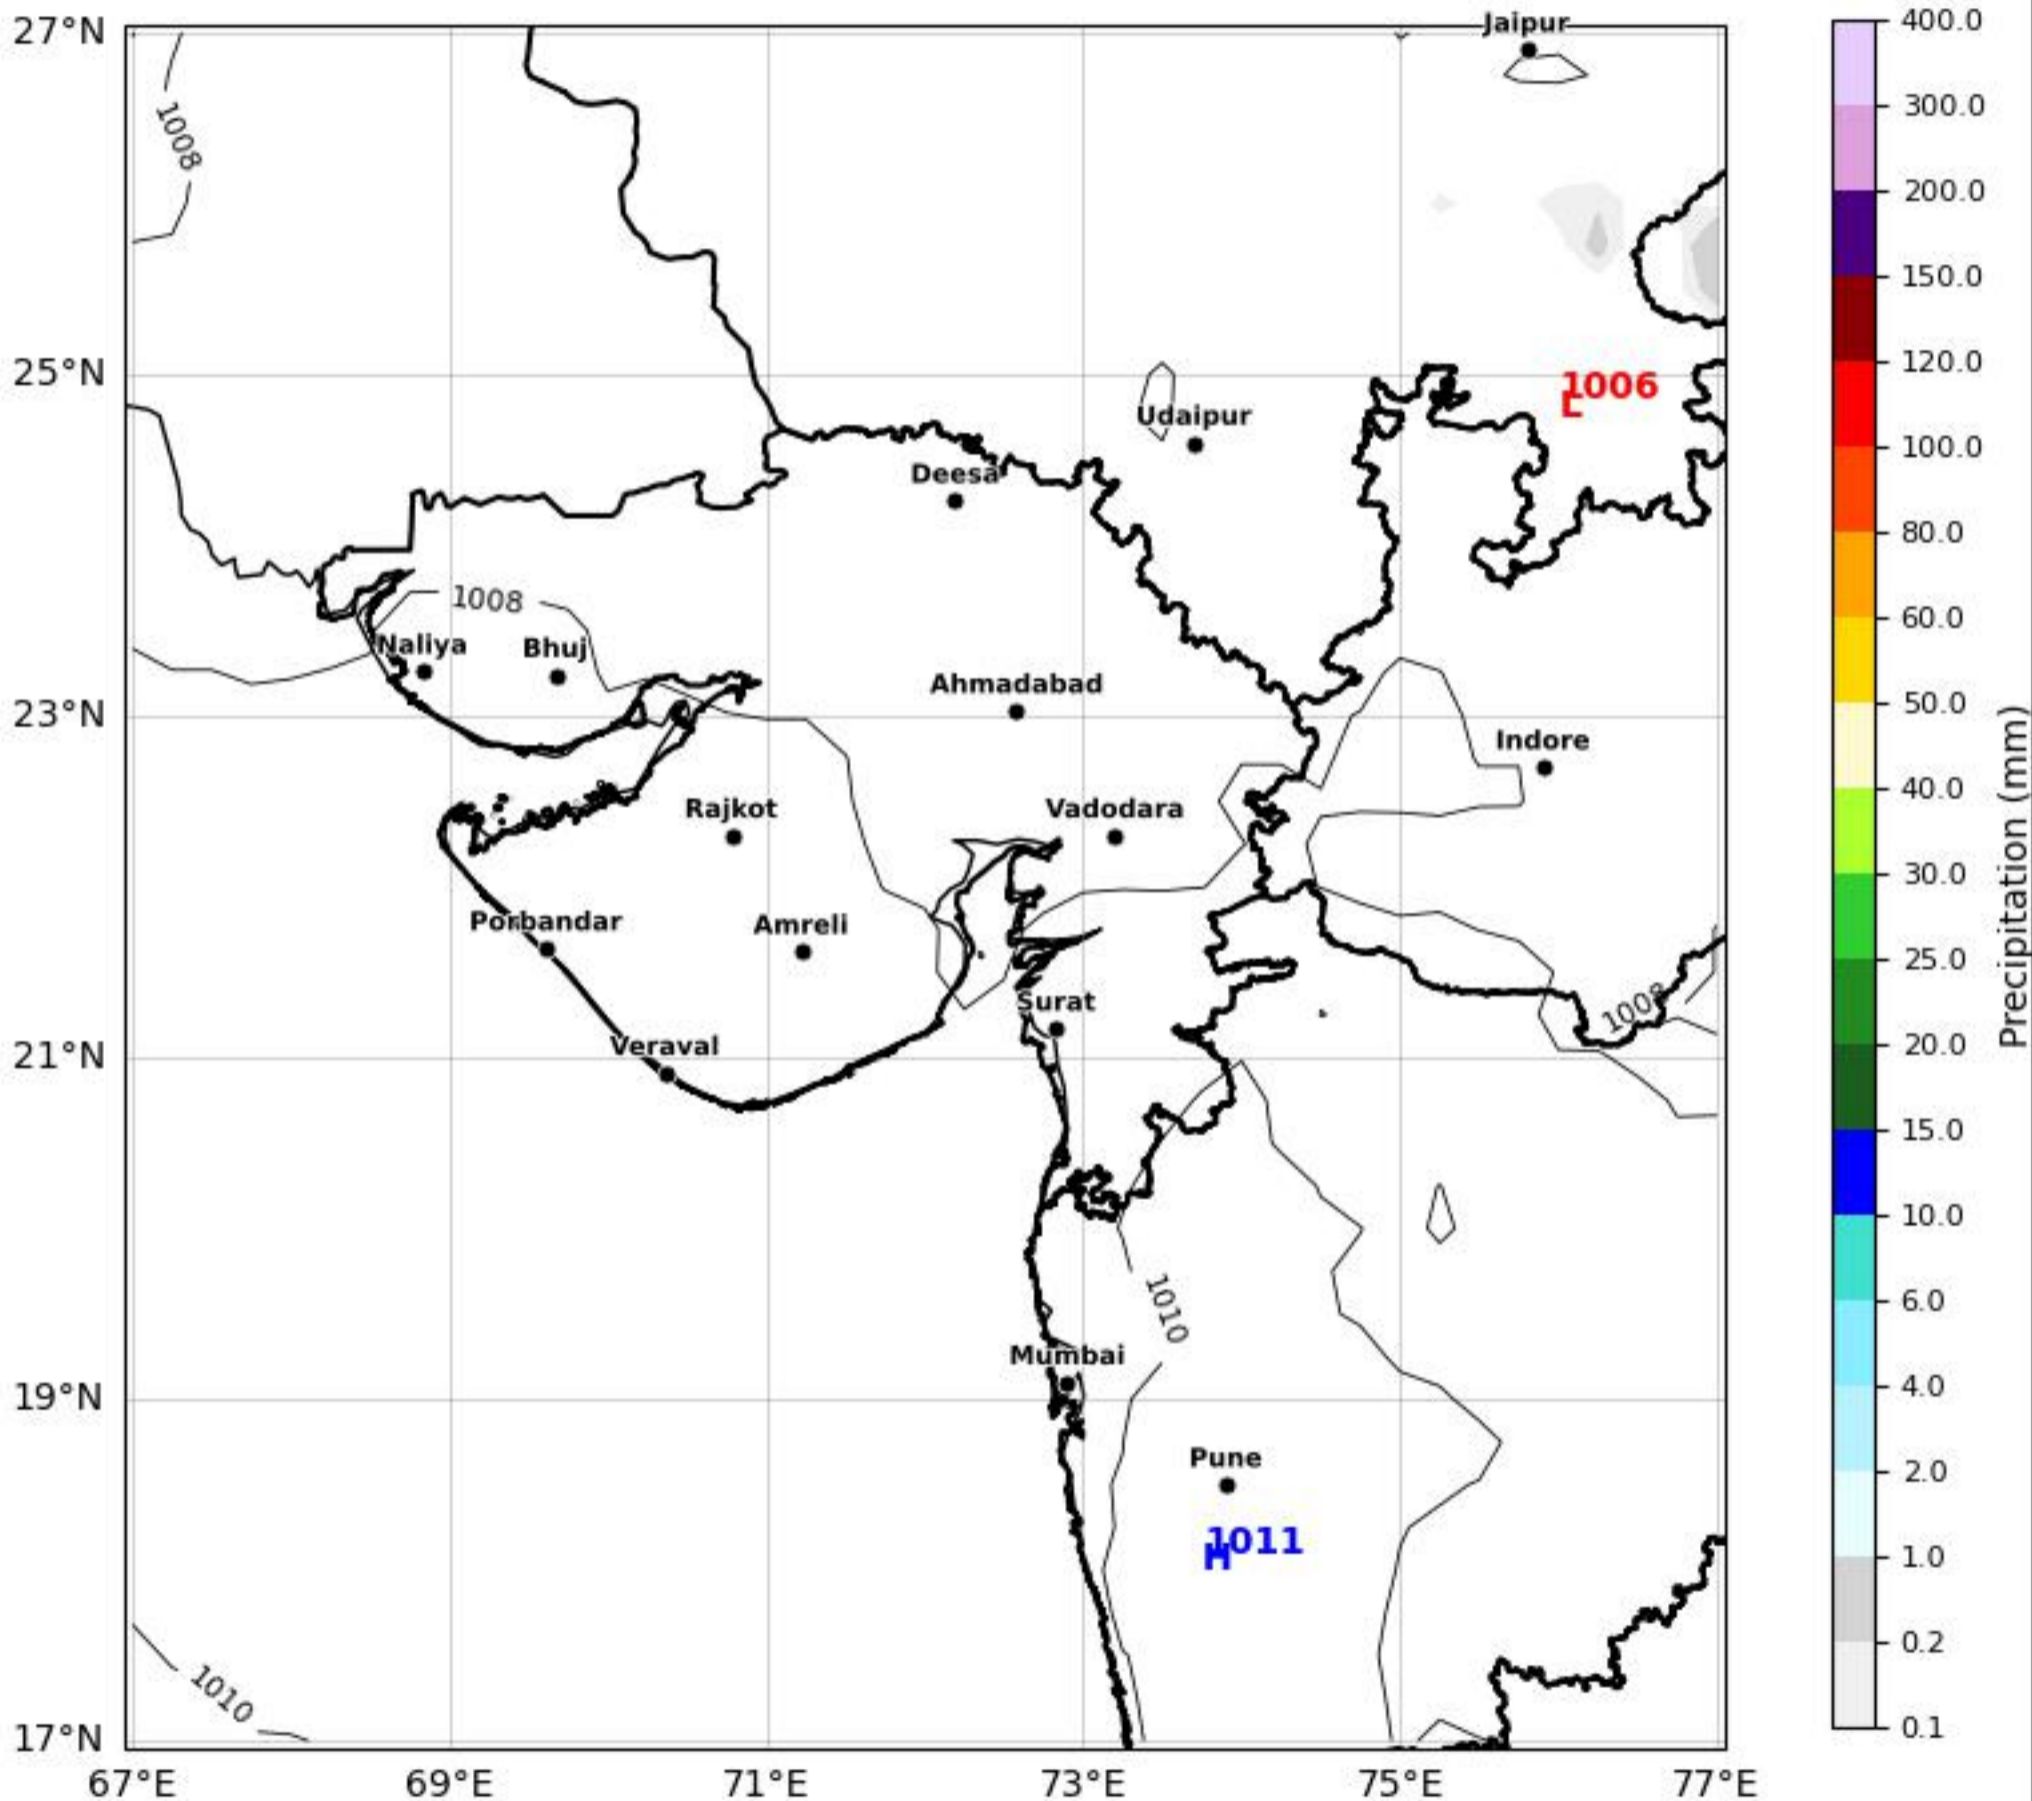 27°N
25°N
23°N
21°N
19°N
17°N
67°E
69°E
71°E
73°E
75°E
77°E
Jaipur
1008
1006
L
Udaipur
Deesa
1008
Naliya
Bhuj
Ahmadabad
Indore
Rajkot
Vadodara
Porbandar
Amreli
Surat
1008
Veraval
1010
Mumbai
Pune
1011
H
1010
400.0
300.0
200.0
150.0
120.0
100.0
80.0
60.0
50.0
40.0
30.0
25.0
20.0
15.0
10.0
6.0
4.0
2.0
1.0
0.2
0.1
Precipitation (mm)